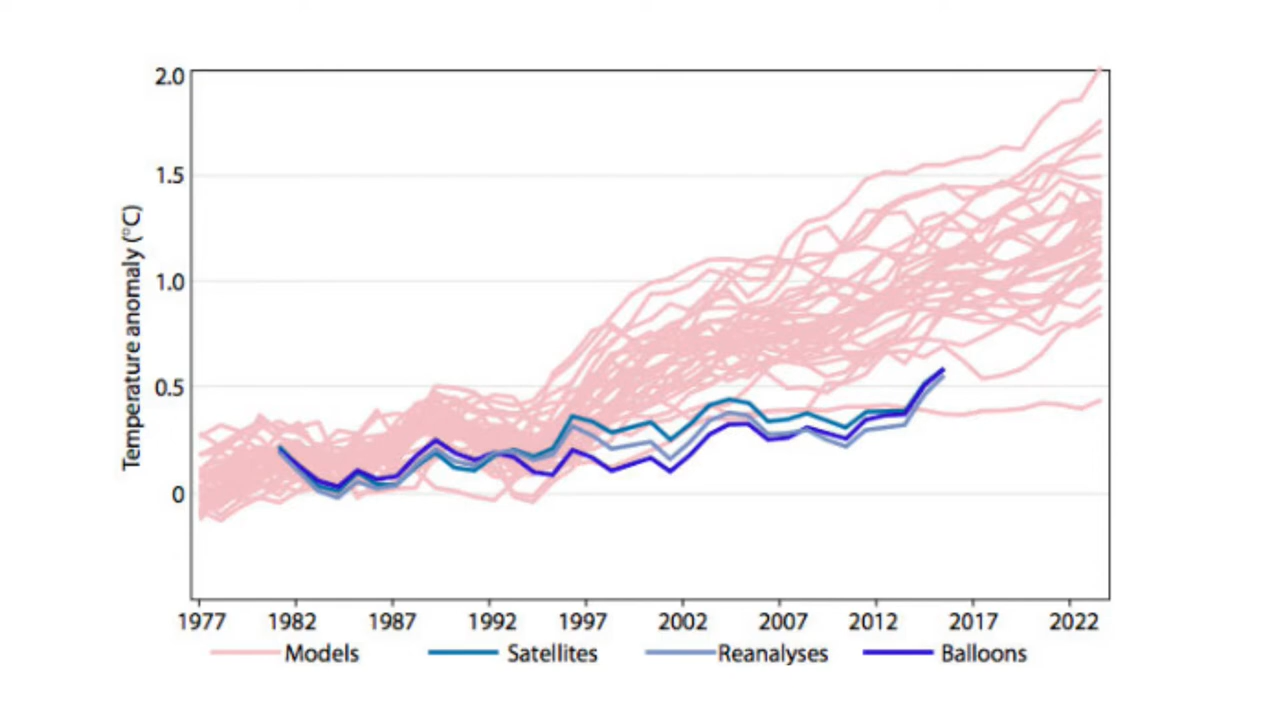 2.0
1.5
1.0
0.5
0
Temperature anomaly (°C)
1977 1982 1987 1992 1997 2002 2007 2012 2017 2022
Models Satellites Reanalyses Balloons